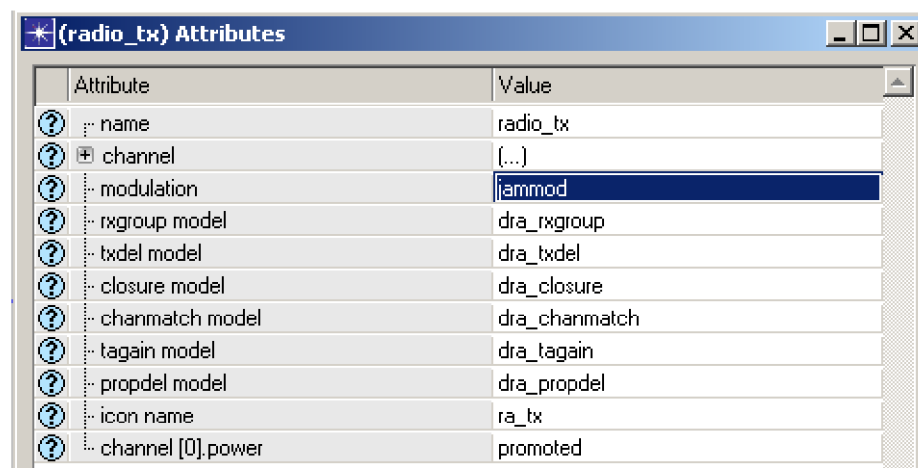 (radio_tx) Attributes
Attribute Value
name radio_tx
channel (...)
modulation jammod
rxgroup model dra_rxgroup
txdel model dra_txdel
closure model dra_closure
chanmatch model dra_chanmatch
tagain model dra_tagain
propdel model dra_propdel
icon name ra_tx
channel [0].power promoted